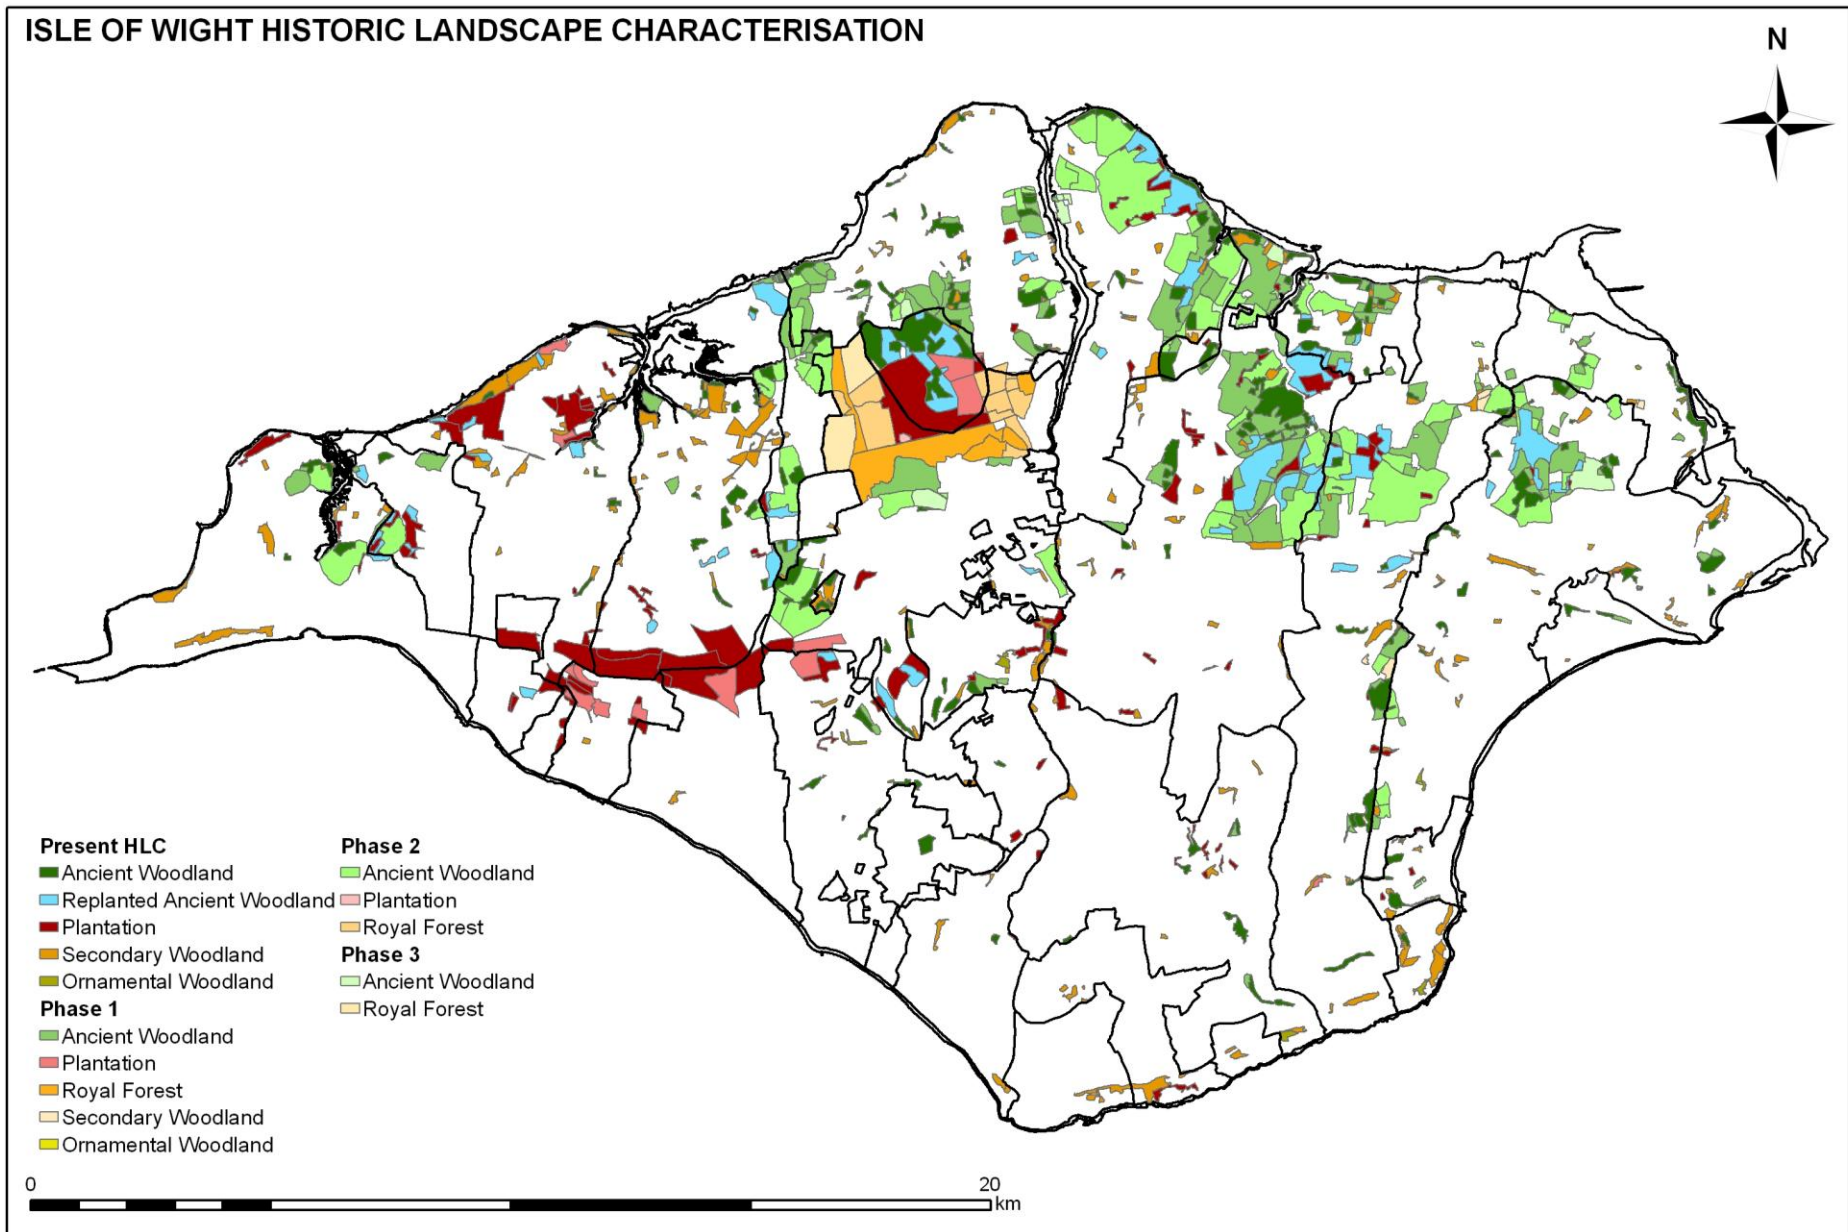 ISLE OF WIGHT HISTORIC LANDSCAPE CHARACTERISATION
N
Present HLC
Ancient Woodland
Replanted Ancient Woodland
Plantation
Secondary Woodland
Ornamental Woodland
Phase 1
Ancient Woodland
Plantation
Royal Forest
Secondary Woodland
Ornamental Woodland
Phase 2
Ancient Woodland
Plantation
Royal Forest
Phase 3
Ancient Woodland
Royal Forest
0 20
km